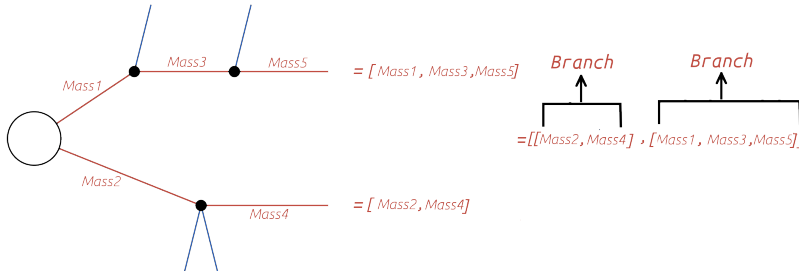 Mass1
Mass3
Mass5
= [ Mass1, Mass3,Mass5]
Branch
Branch
=[[Mass2, Mass4] , [Mass1, Mass3,Mass5]]
Mass2
Mass4
= [ Mass2, Mass4]